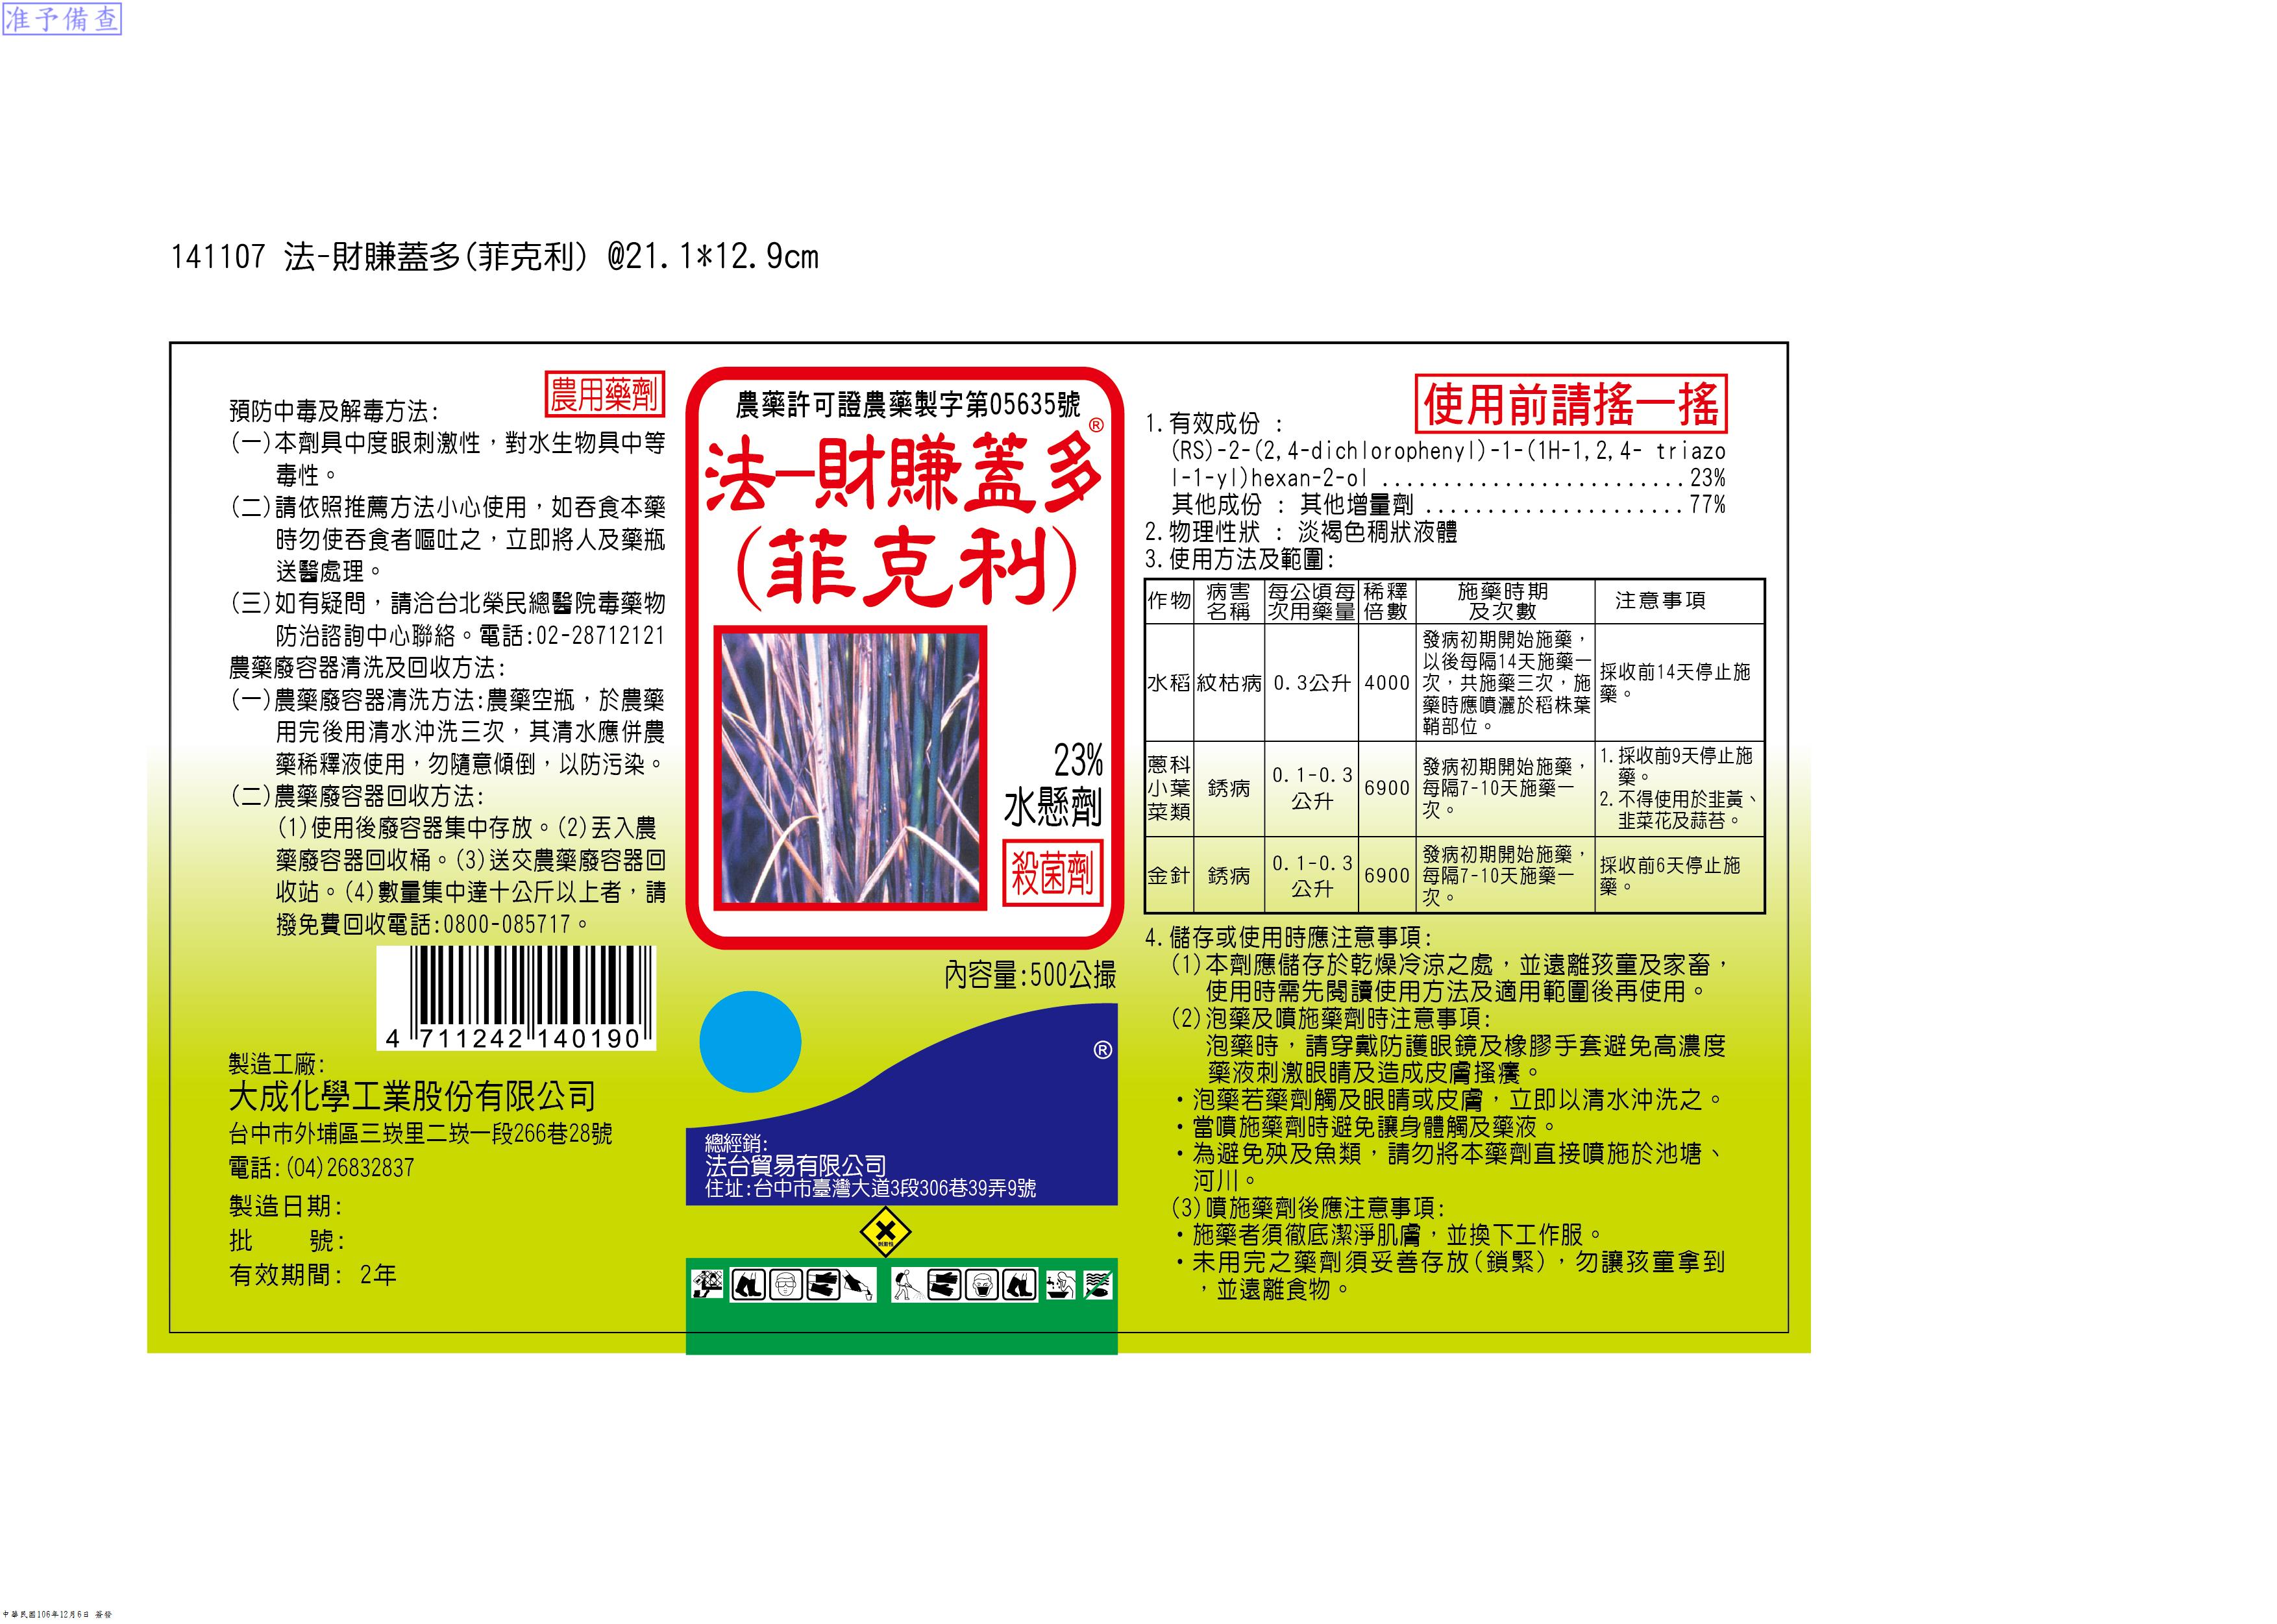 准予備查
141107 法-財賺蓋多(菲克利) @21.1*12.9cm
農用藥劑
預防中毒及解毒方法:
(一)本劑具中度眼刺激性，對水生物具中等
毒性。
(二)請依照推薦方法小心使用，如吞食本藥
時勿使吞食者嘔吐之，立即將人及藥瓶
送醫處理。
(三)如有疑問，請洽台北榮民總醫院毒藥物
防治諮詢中心聯絡。電話:02-28712121
農藥廢容器清洗及回收方法:
(一)農藥廢容器清洗方法:農藥空瓶，於農藥
用完後用清水沖洗三次，其清水應併農
藥稀釋液使用，勿隨意傾倒，以防污染。
(二)農藥廢容器回收方法:
(1)使用後廢容器集中存放。(2)丟入農
藥廢容器回收桶。(3)送交農藥廢容器回
收站。(4)數量集中達十公斤以上者，請
撥免費回收電話:0800-085717。
4 711242 140190
製造工廠:
大成化學工業股份有限公司
台中市外埔區三崁里二崁一段266巷28號
電話:(04)26832837
製造日期:
批　　號:
有效期間: 2年
農藥許可證農藥製字第05635號
法一財賺蓋多®
(菲克利)
23%
水懸劑
殺菌劑
內容量:500公撮
®
總經銷:
法台貿易有限公司
住址:台中市臺灣大道3段306巷39弄9號
使用前請搖一搖
1.有效成份 :
(RS)-2-(2,4-dichlorophenyl)-1-(1H-1,2,4- triazo
l-1-yl)hexan-2-ol .........................23%
其他成份 : 其他增量劑 .....................77%
2.物理性狀 : 淡褐色稠狀液體
3.使用方法及範圍:
作物 病害名稱 每公頃每次用藥量 稀釋倍數 施藥時期及次數 注意事項
水稻 紋枯病 0.3公升 4000 發病初期開始施藥，以後每隔14天施藥一次，共施藥三次，施藥時應噴灑於稻株葉鞘部位。 採收前14天停止施藥。
蔥科小葉菜類 銹病 0.1-0.3公升 6900 發病初期開始施藥，每隔7-10天施藥一次。 1.採收前9天停止施藥。 2.不得使用於韭黃、韭菜花及蒜苔。
金針 銹病 0.1-0.3公升 6900 發病初期開始施藥，每隔7-10天施藥一次。 採收前6天停止施藥。
4.儲存或使用時應注意事項:
(1)本劑應儲存於乾燥冷涼之處，並遠離孩童及家畜，
使用時需先閱讀使用方法及適用範圍後再使用。
(2)泡藥及噴施藥劑時注意事項:
泡藥時，請穿戴防護眼鏡及橡膠手套避免高濃度
藥液刺激眼睛及造成皮膚搔癢。
・泡藥若藥劑觸及眼睛或皮膚，立即以清水沖洗之。
・當噴施藥劑時避免讓身體觸及藥液。
・為避免殃及魚類，請勿將本藥劑直接噴施於池塘、
河川。
(3)噴施藥劑後應注意事項:
・施藥者須徹底潔淨肌膚，並換下工作服。
・未用完之藥劑須妥善存放(鎖緊)，勿讓孩童拿到
，並遠離食物。
中華民國106年12月6日 簽發